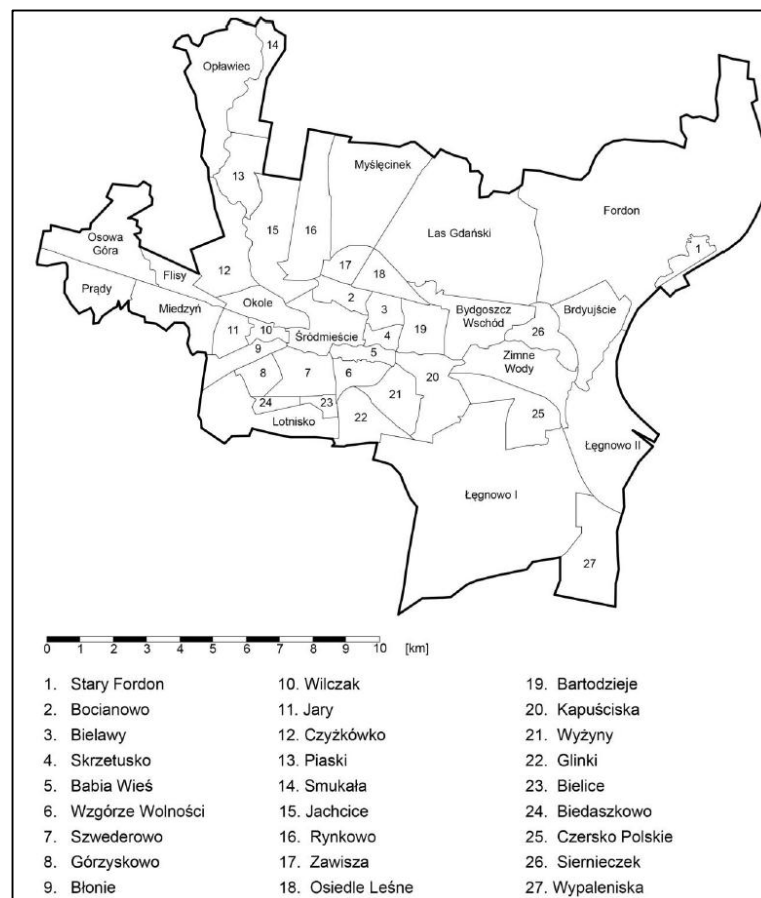 14
Opławiec
Myślęcinek
13
Fordon
15
16
Las Gdański
Osowa
Góra
1
17
18
12
Flisy
Prądy
Okole
2
Miedzyń
3
Bydgoszcz
Wschód
Brdyujście
11
10
Śródmieście
4
19
26
9
5
Zimne
Wody
8
7
6
20
21
24
23
22
25
Lotnisko
Łęgnowo II
Łęgnowo I
27
0 1 2 3 4 5 6 7 8 9 10 [km]
1. Stary Fordon
2. Bocianowo
3. Bielawy
4. Skrzetusko
5. Babia Wieś
6. Wzgórze Wolności
7. Szwederowo
8. Górzyskowo
9. Błonie
10. Wilczak
11. Jary
12. Czyżkówko
13. Piaski
14. Smukała
15. Jachcice
16. Rynkowo
17. Zawisza
18. Osiedle Leśne
19. Bartodzieje
20. Kapuściska
21. Wyżyny
22. Glinki
23. Bielice
24. Biedaszkowo
25. Czersko Polskie
26. Siernieczek
27. Wypaleniska